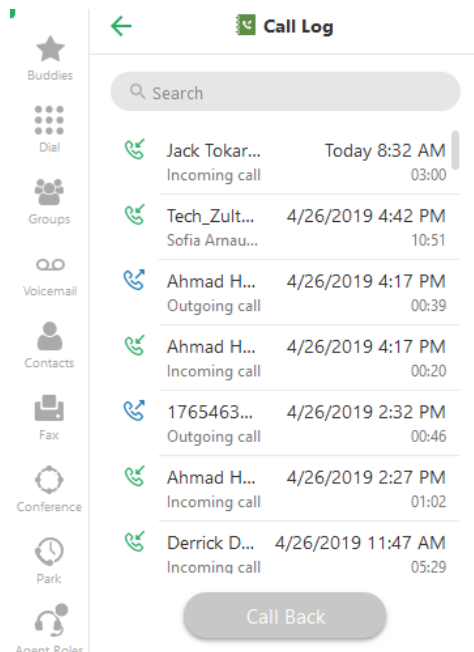 Call Log
Buddies
Dial
Groups
Voicemail
Contacts
Fax
Conference
Park
Agent Roles
Search
Jack Tokar... Today 8:32 AM
Incoming call 03:00
Tech_Zult... 4/26/2019 4:42 PM
Sofia Arnau... 10:51
Ahmad H... 4/26/2019 4:17 PM
Outgoing call 00:39
Ahmad H... 4/26/2019 4:17 PM
Incoming call 00:20
1765463... 4/26/2019 2:32 PM
Outgoing call 00:46
Ahmad H... 4/26/2019 2:27 PM
Incoming call 01:02
Derrick D... 4/26/2019 11:47 AM
Incoming call 05:29
Call Back